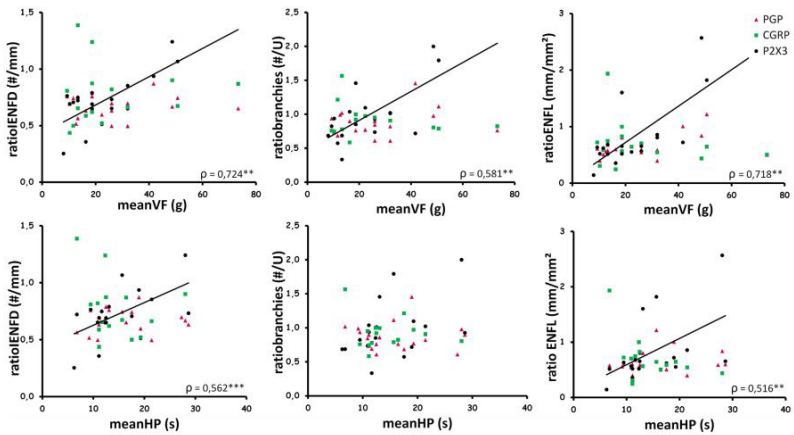 ratioIENFD (#/mm)
1,5
1,0
0,5
0,0
0
20
40
60
80
ρ = 0,724**
meanVF (g)
ratiobranchies (#/U)
2,5
2,0
1,5
1,0
0,5
0,0
0
20
40
60
80
ρ = 0,581**
meanVF (g)
ratioENFL (mm/mm²)
3
2
1
0
0
20
40
60
80
ρ = 0,718**
meanVF (g)
PGP
CGRP
P2X3
ratioIENFD (#/mm)
1,5
1,0
0,5
0,0
0
10
20
30
40
ρ = 0,562***
meanHP (s)
ratiobranchies (#/U)
2,5
2,0
1,5
1,0
0,5
0,0
0
10
20
30
40
meanHP (s)
ratio ENFL (mm/mm²)
3
2
1
0
0
10
20
30
40
ρ = 0,516**
meanHP (s)